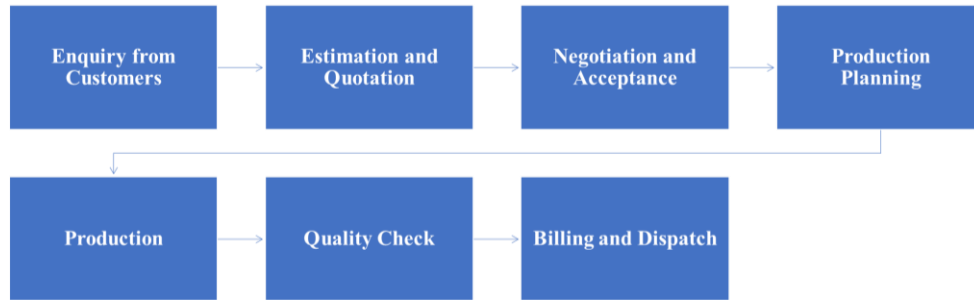 Enquiry from
Customers
Estimation and
Quotation
Negotiation and
Acceptance
Production
Planning
Production
Quality Check
Billing and Dispatch